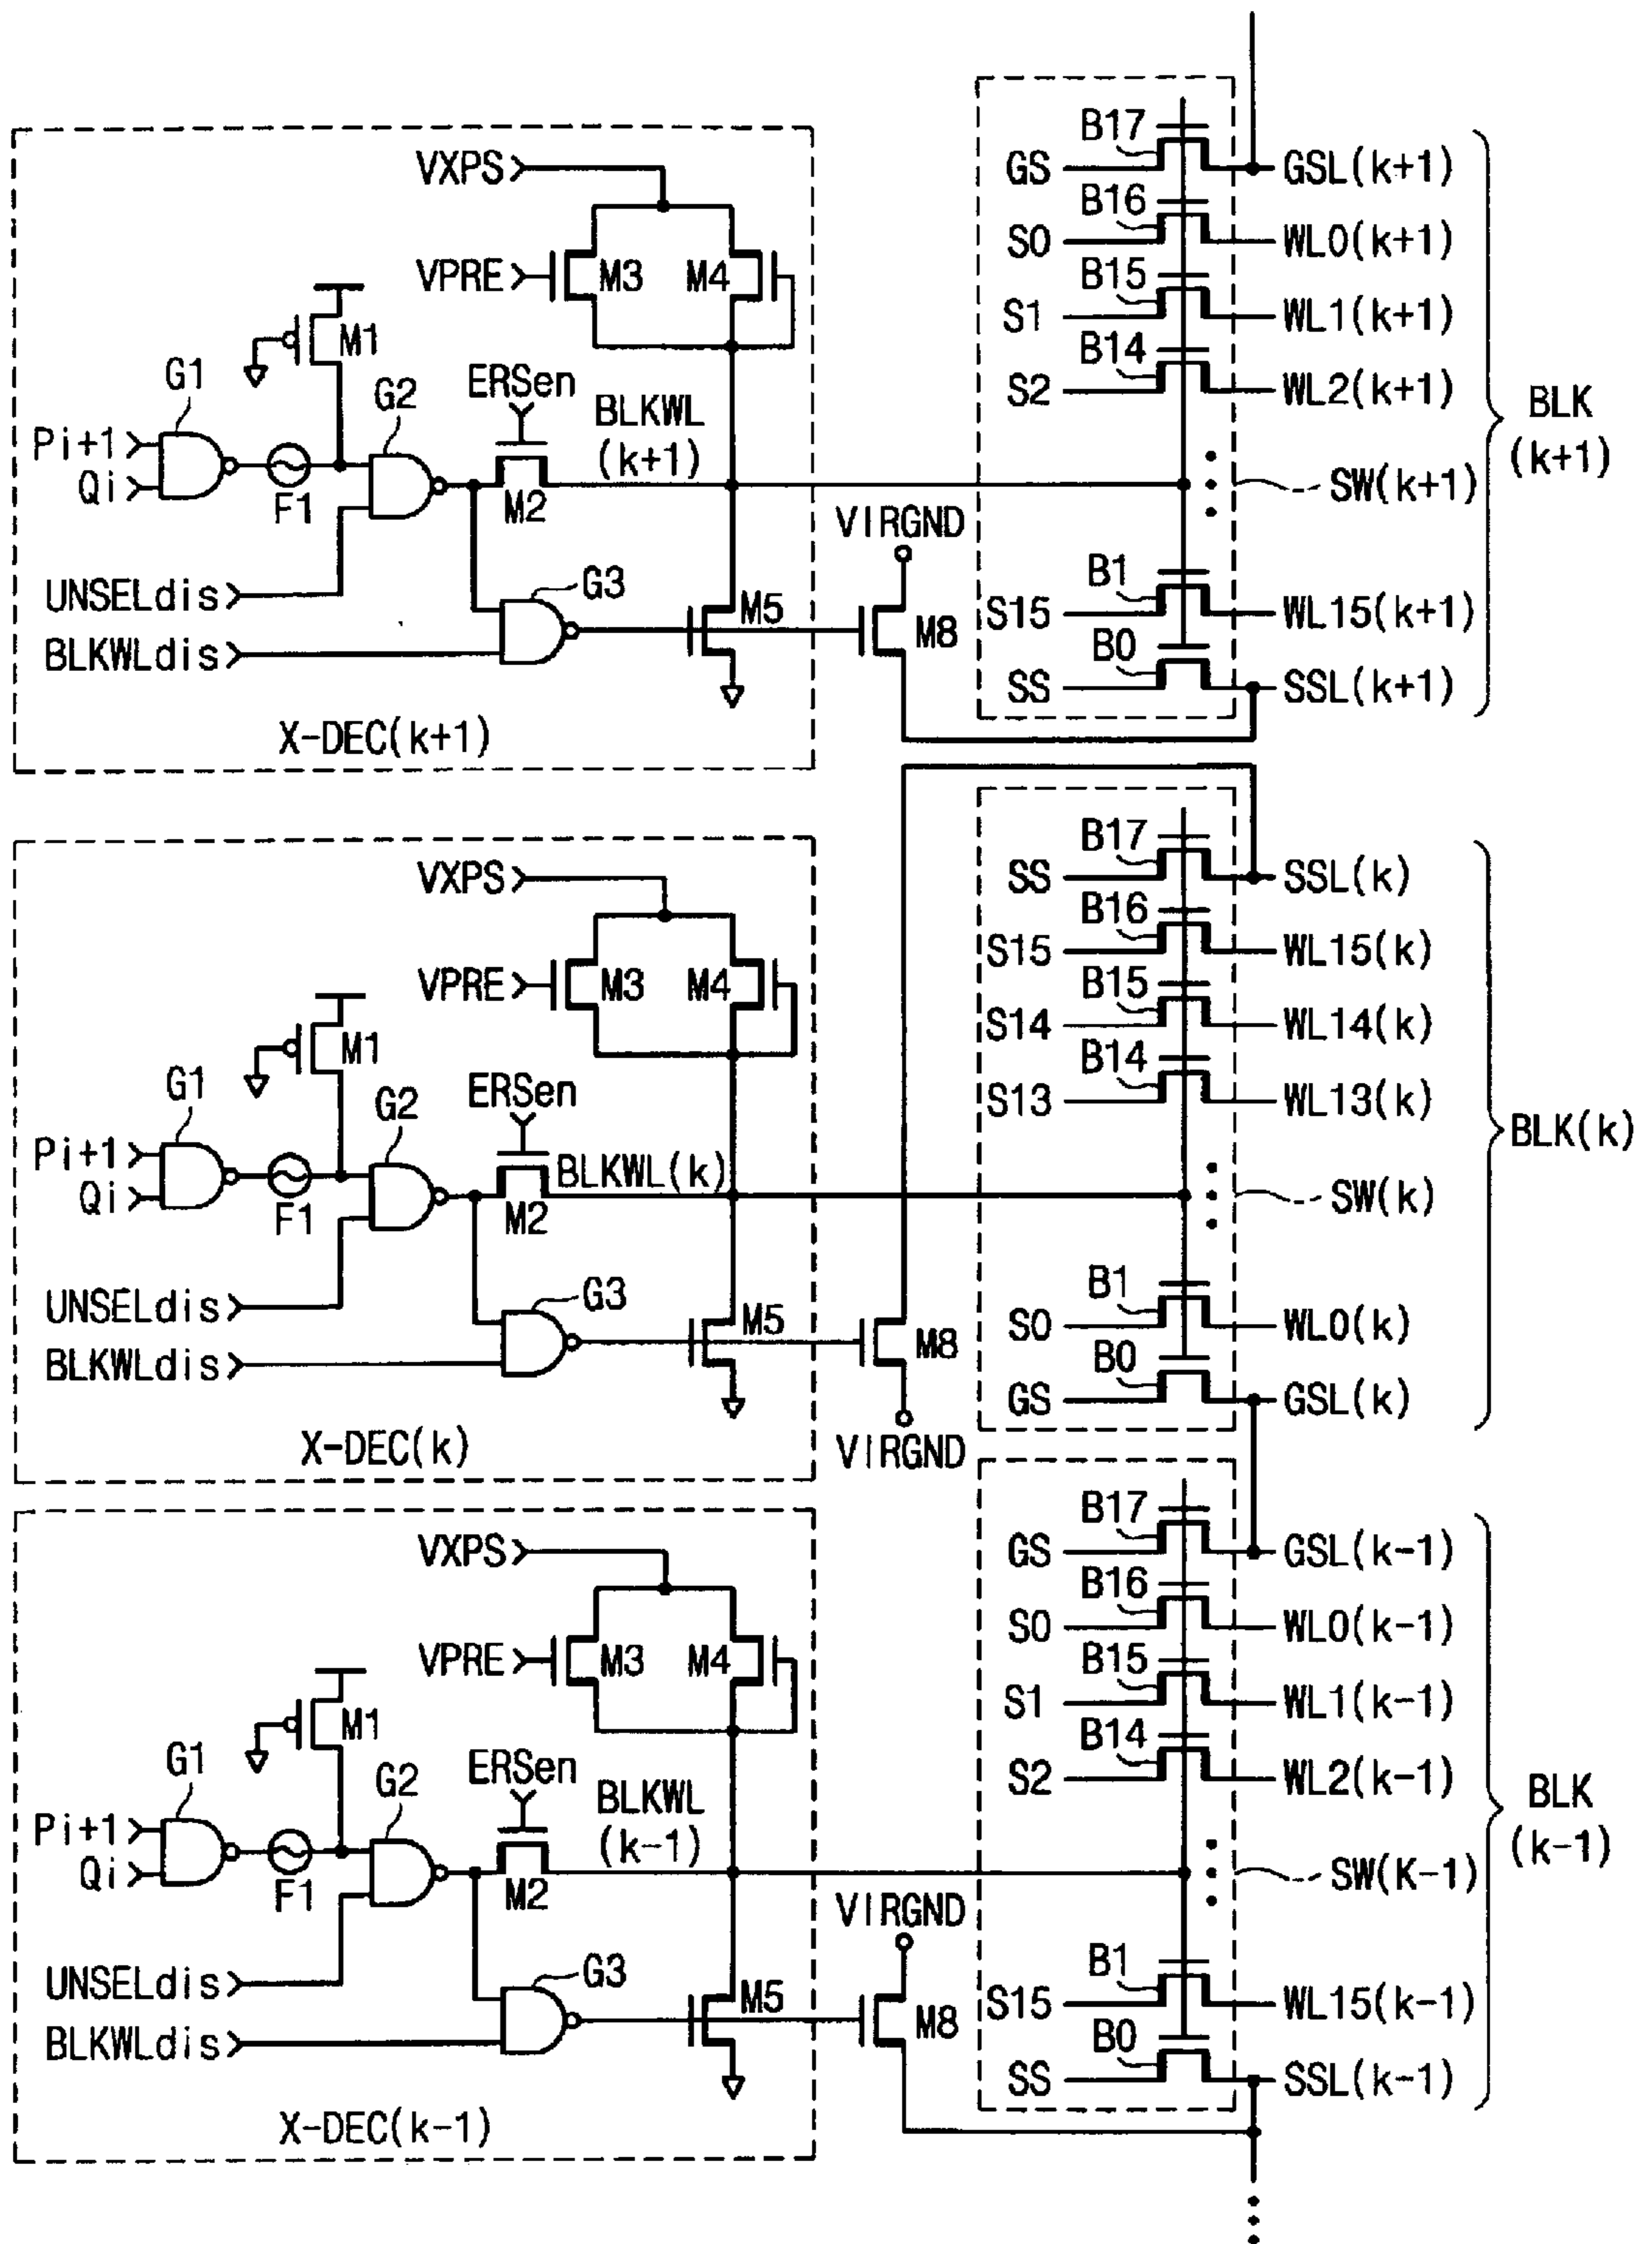 B17
GS
GSL(k+1)
VXPS
B16
S0
WL0(k+1)
VPRE
M3
M4
B15
S1
WL1(k+1)
M1
B14
S2
WL2(k+1)
BLK
(k+1)
G1
G2
ERSen
BLKWL
(k+1)
Pi+1
Qi
F1
M2
SW(k+1)
VIRGND
UNSELdis
G3
B1
S15
WL15(k+1)
BLKWLdis
M5
M8
B0
SS
SSL(k+1)
X-DEC(k+1)
B17
VXPS
SS
SSL(k)
B16
S15
WL15(k)
VPRE
M3
M4
B15
S14
WL14(k)
M1
B14
S13
WL13(k)
BLK(k)
G1
G2
ERSen
Pi+1
Qi
F1
M2
BLKWL(k)
SW(k)
UNSELdis
G3
B1
S0
WL0(k)
BLKWLdis
M5
M8
B0
GS
GSL(k)
X-DEC(k)
VIRGND
B17
VXPS
GS
GSL(k-1)
B16
S0
WL0(k-1)
VPRE
M3
M4
B15
S1
WL1(k-1)
M1
B14
S2
WL2(k-1)
BLK
(k-1)
G1
G2
ERSen
BLKWL
(k-1)
Pi+1
Qi
F1
M2
SW(K-1)
VIRGND
UNSELdis
G3
B1
S15
WL15(k-1)
BLKWLdis
M5
M8
B0
SS
SSL(k-1)
X-DEC(k-1)